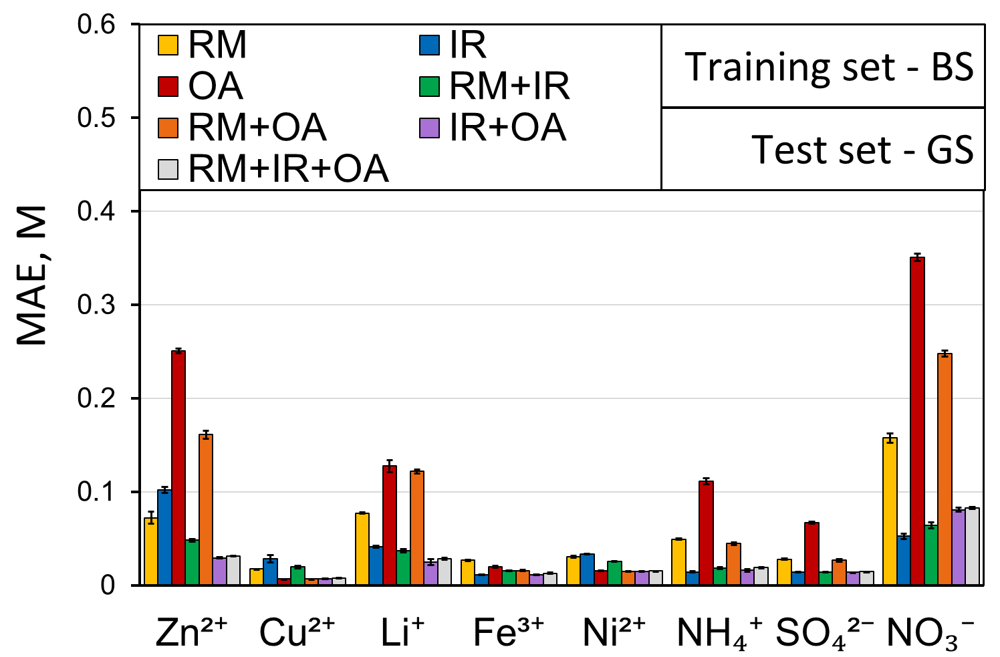 0.6
RM
IR
Training set - BS
OA
RM+IR
0.5
RM+OA
IR+OA
Test set - GS
RM+IR+OA
0.4
MAE, M
0.3
0.2
0.1
0
Zn²⁺ Cu²⁺ Li⁺ Fe³⁺ Ni²⁺ NH₄⁺ SO₄²⁻ NO₃⁻